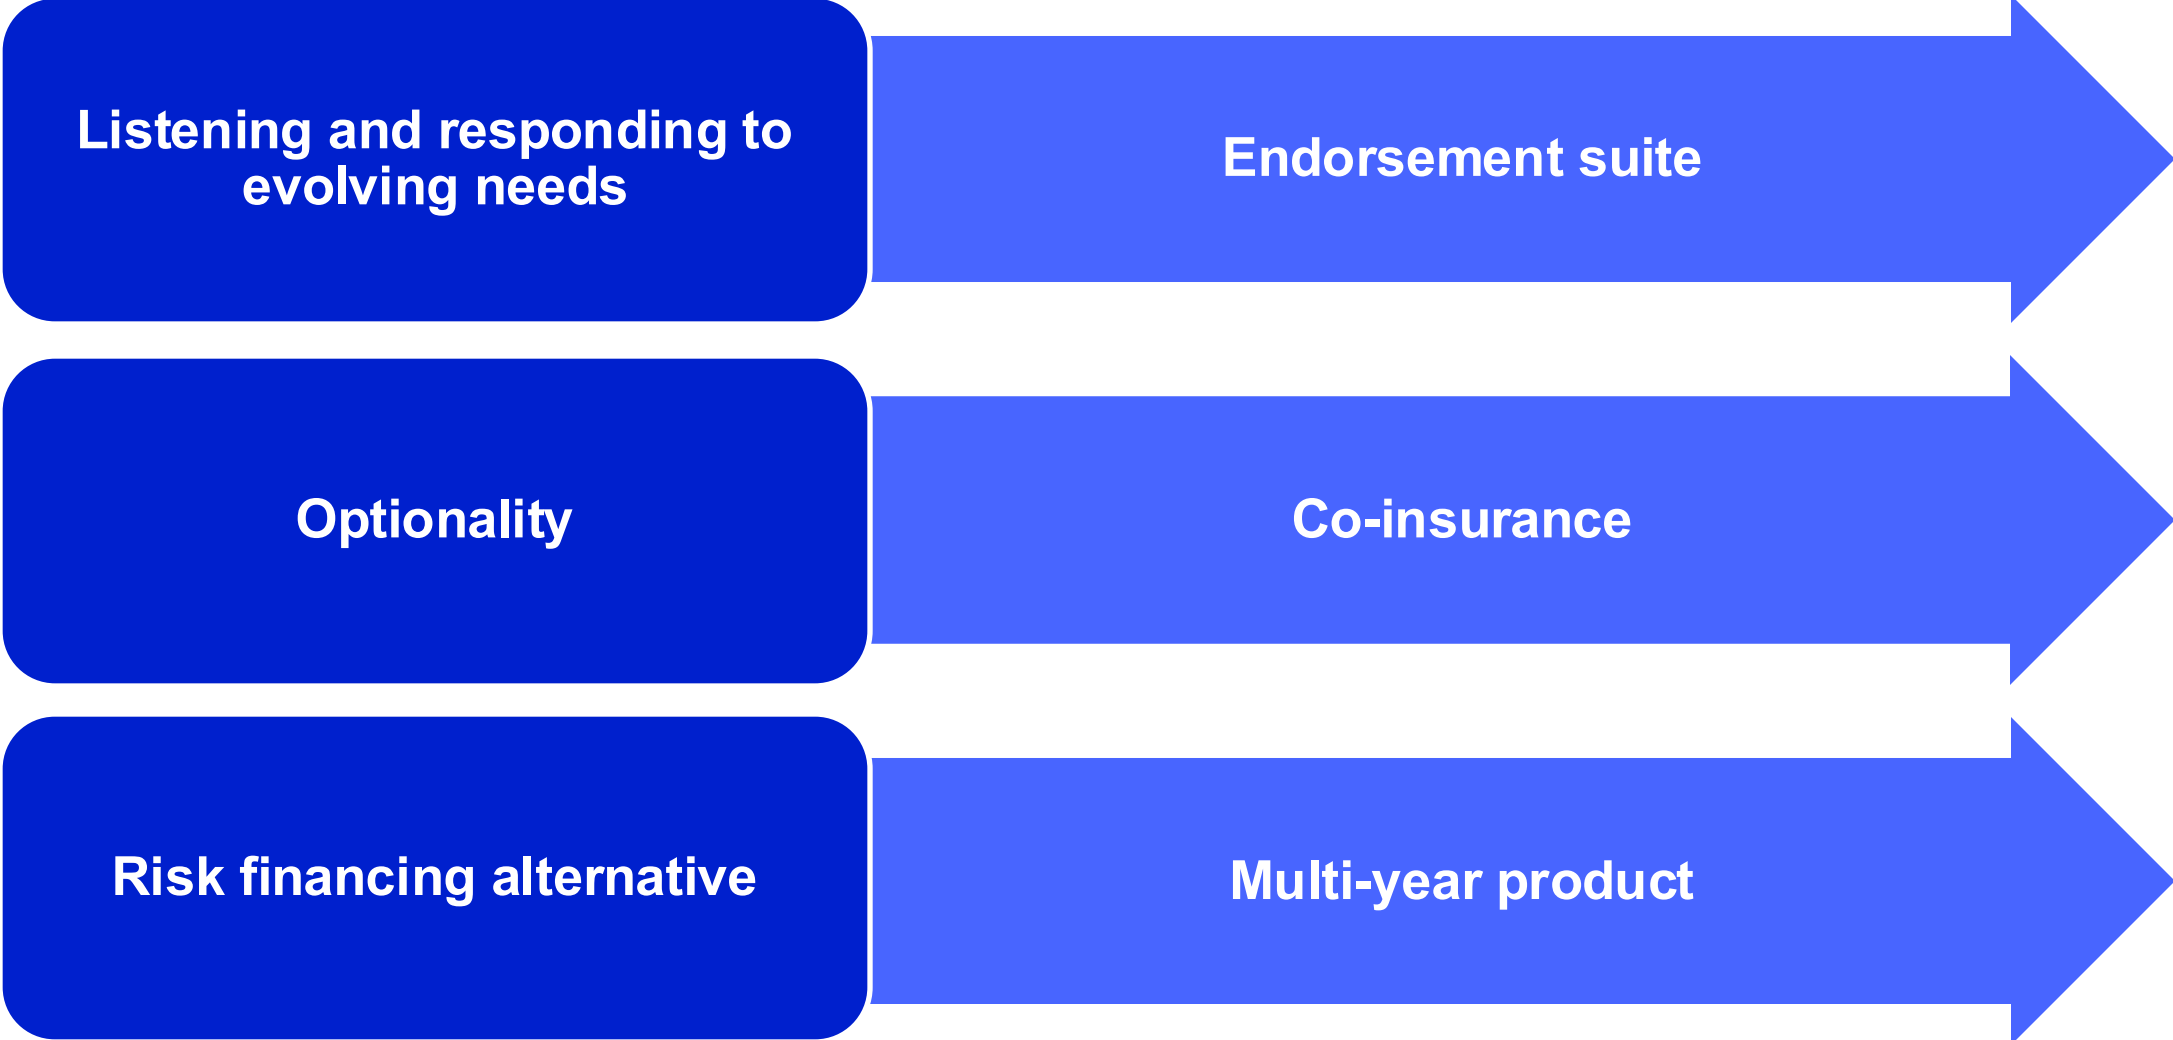 Listening and responding to
evolving needs
Endorsement suite
Optionality
Co-insurance
Risk financing alternative
Multi-year product